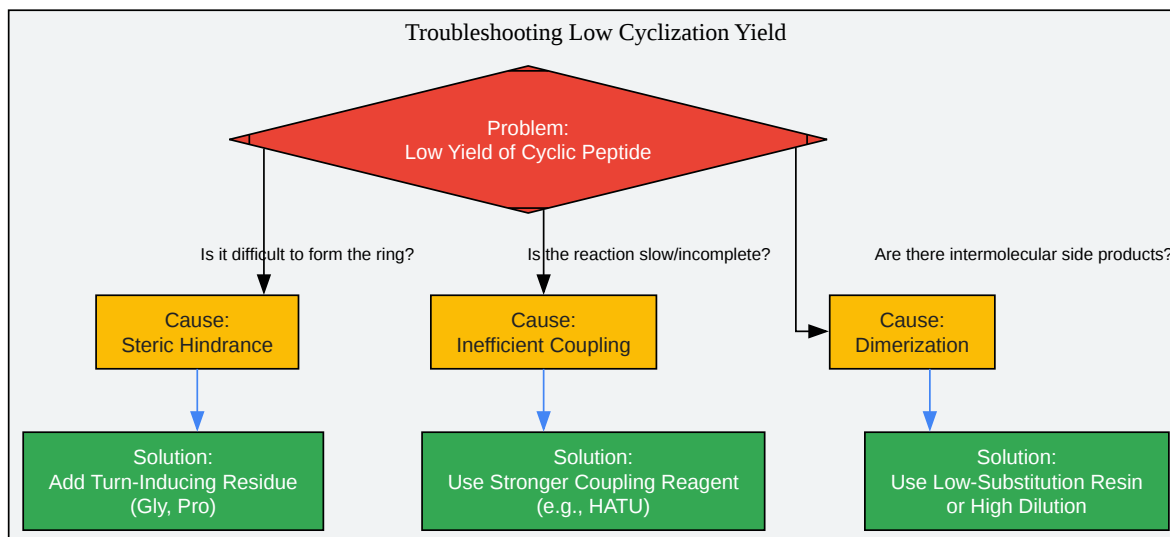 Troubleshooting Low Cyclization Yield
Problem:
Low Yield of Cyclic Peptide
Is it difficult to form the ring?
Is the reaction slow/incomplete?
Are there intermolecular side products?
Cause:
Steric Hindrance
Cause:
Inefficient Coupling
Cause:
Dimerization
Solution:
Add Turn-Inducing Residue
(Gly, Pro)
Solution:
Use Stronger Coupling Reagent
(e.g., HATU)
Solution:
Use Low-Substitution Resin
or High Dilution